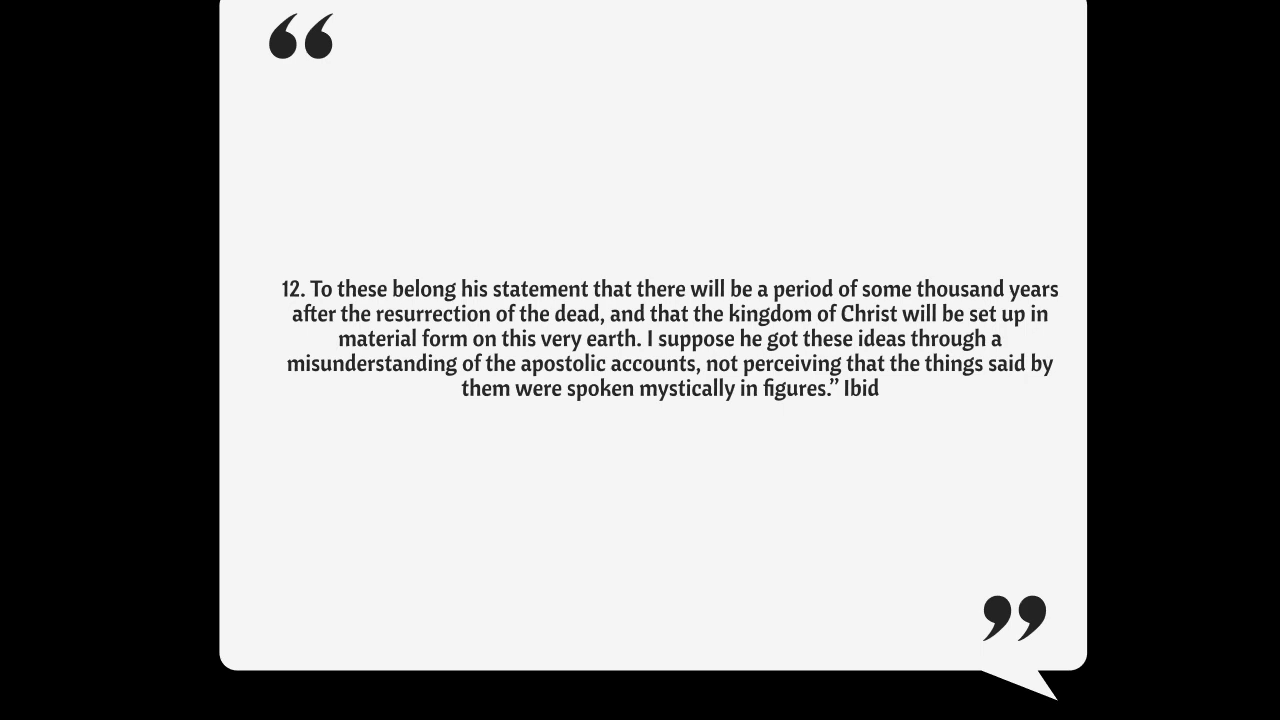 “
12. To these belong his statement that there will be a period of some thousand years
after the resurrection of the dead, and that the kingdom of Christ will be set up in
material form on this very earth. I suppose he got these ideas through a
misunderstanding of the apostolic accounts, not perceiving that the things said by
them were spoken mystically in figures.” Ibid
”